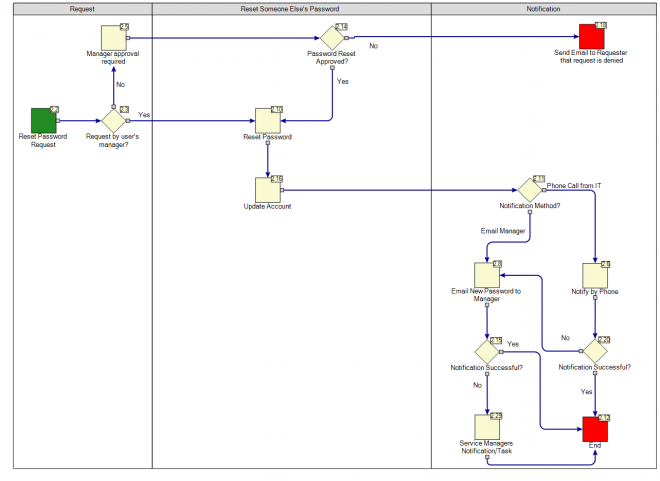 Request
Reset Someone Else's Password
Notification
2.5
Manager approval
required
2.14
Password Reset
Approved?
No
2.18
Send Email to Requester
that request is denied
No
Yes
2.2
Reset Password
Request
2.3
Request by user's
manager?
Yes
2.10
Reset Password
2.16
Update Account
2.11
Phone Call from IT
Notification Method?
Email Manager
2.8
Email New Password to
Manager
2.6
Notify by Phone
2.15
Yes
Notification Successful?
No
No
2.20
Notification Successful?
Yes
2.29
Service Managers
Notification/Task
2.12
End